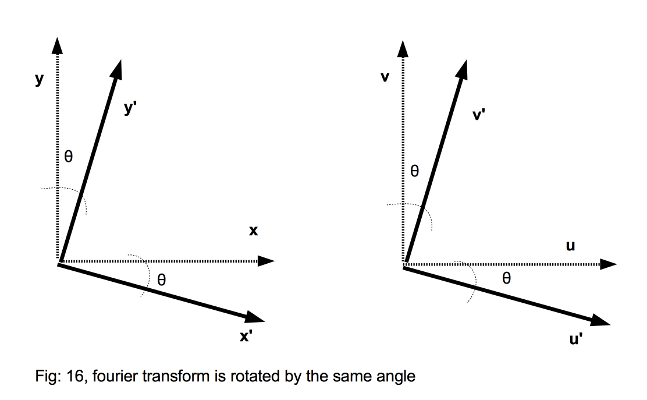 y
y'
θ
x
θ
x'
v
v'
θ
u
θ
u'
Fig: 16, fourier transform is rotated by the same angle